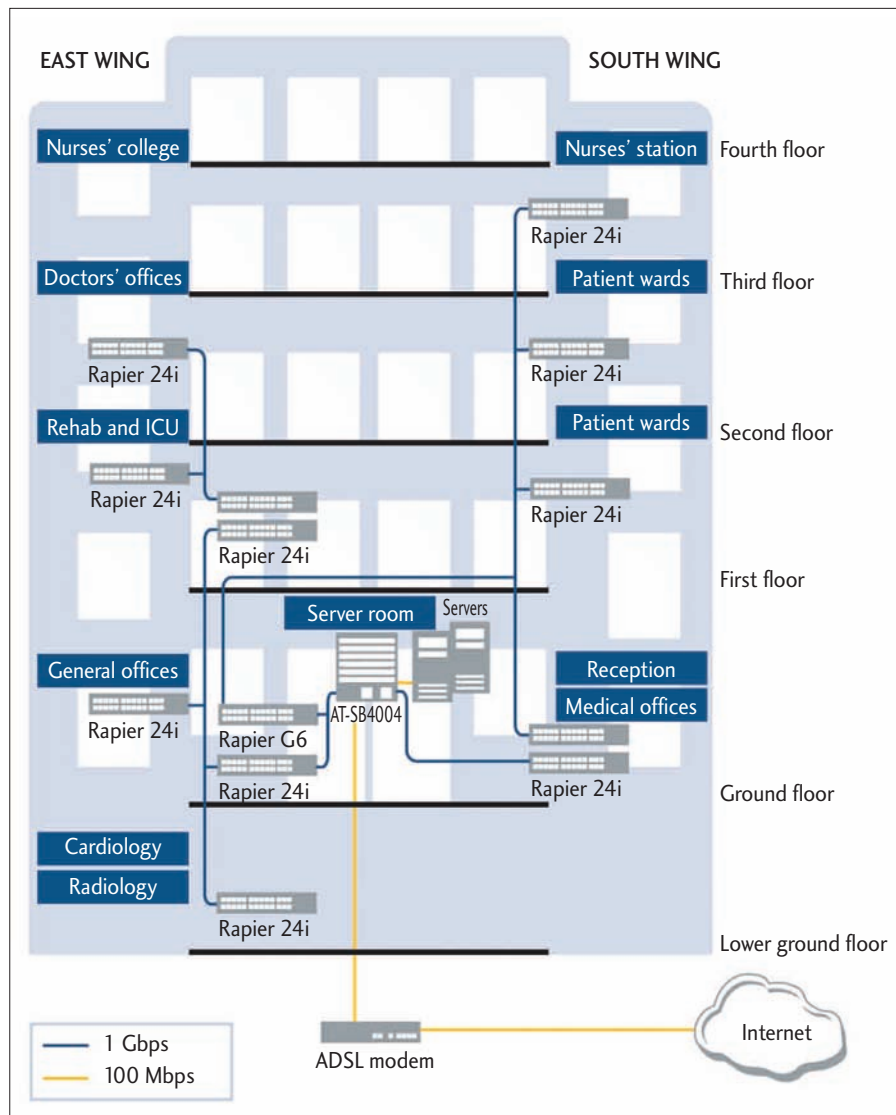 EAST WING
SOUTH WING
Nurses' college
Nurses' station
Fourth floor
Rapier 24i
Doctors' offices
Patient wards
Third floor
Rapier 24i
Rapier 24i
Rehab and ICU
Patient wards
Second floor
Rapier 24i
Rapier 24i
Rapier 24i
First floor
Server room
Servers
General offices
Reception
Medical offices
AT-SB4004
Rapier 24i
Rapier G6
Rapier 24i
Rapier 24i
Ground floor
Cardiology
Radiology
Rapier 24i
Lower ground floor
1 Gbps
100 Mbps
ADSL modem
Internet